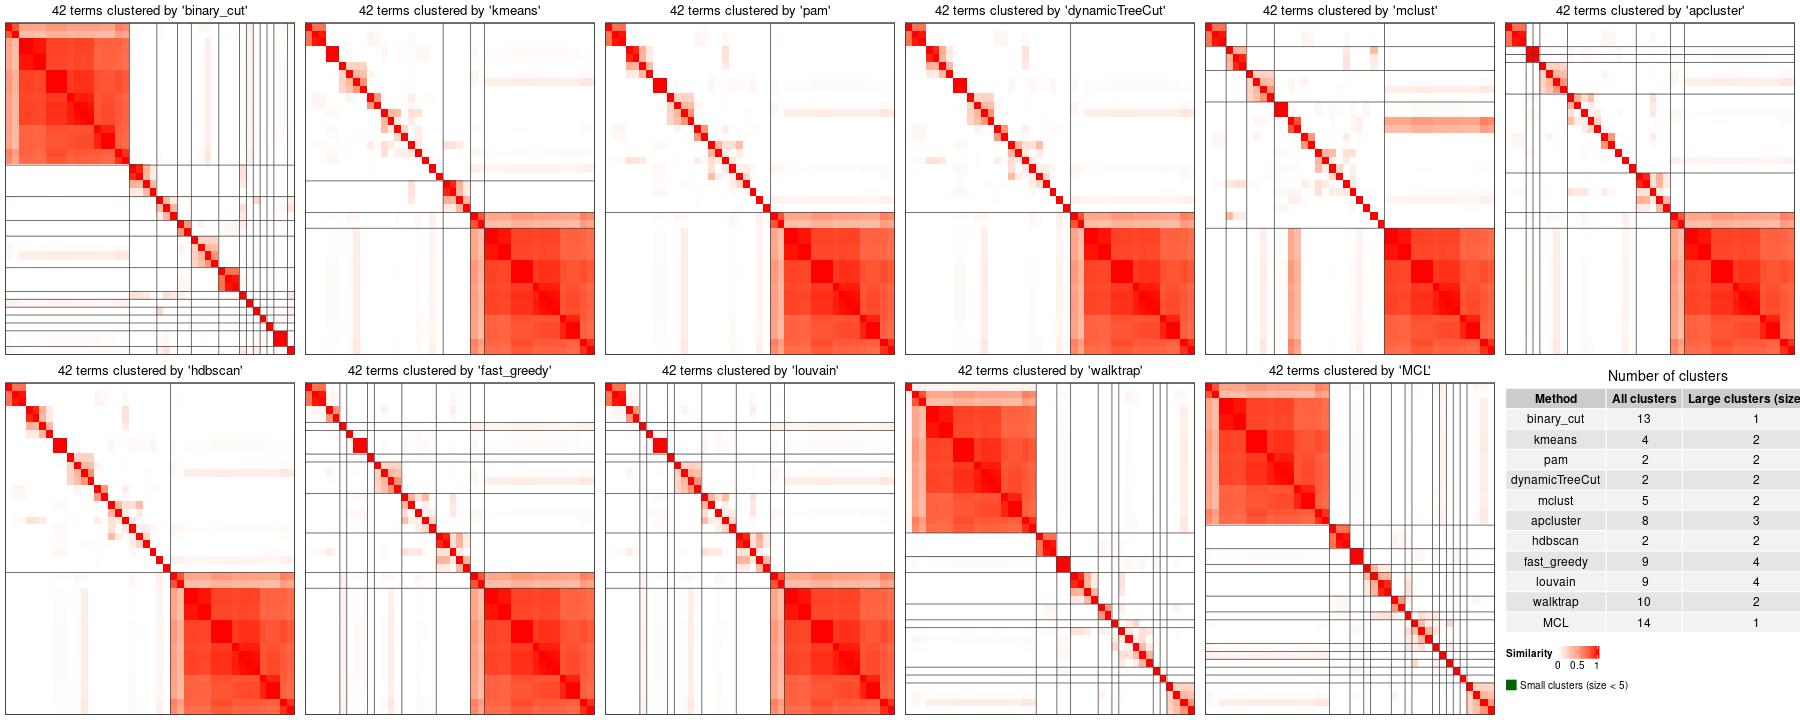 42 terms clustered by 'binary_cut'
42 terms clustered by 'kmeans'
42 terms clustered by 'pam'
42 terms clustered by 'dynamicTreeCut'
42 terms clustered by 'mclust'
42 terms clustered by 'apcluster'
42 terms clustered by 'hdbscan'
42 terms clustered by 'fast_greedy'
42 terms clustered by 'louvain'
42 terms clustered by 'walktrap'
42 terms clustered by 'MCL'
Number of clusters
Method All clusters Large clusters (size
binary_cut 13 1
kmeans 4 2
pam 2 2
dynamicTreeCut 2 2
mclust 5 2
apcluster 8 3
hdbscan 2 2
fast_greedy 9 4
louvain 9 4
walktrap 10 2
MCL 14 1
Similarity
0 0.5 1
Small clusters (size < 5)